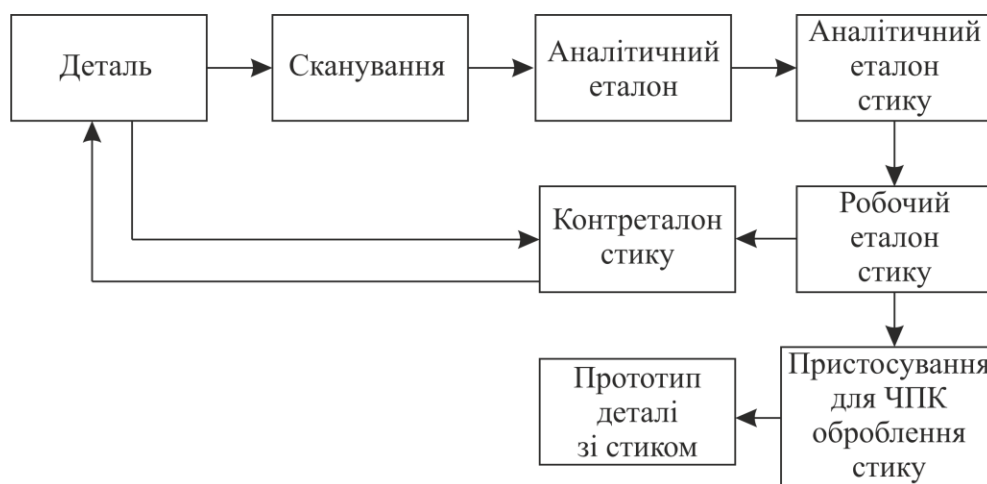 Деталь
Сканування
Аналітичний
еталон
Аналітичний
еталон
стику
Контреталон
стику
Робочий
еталон
стику
Прототип
деталі
зі стиком
Пристосування
для ЧПК
оброблення
стику